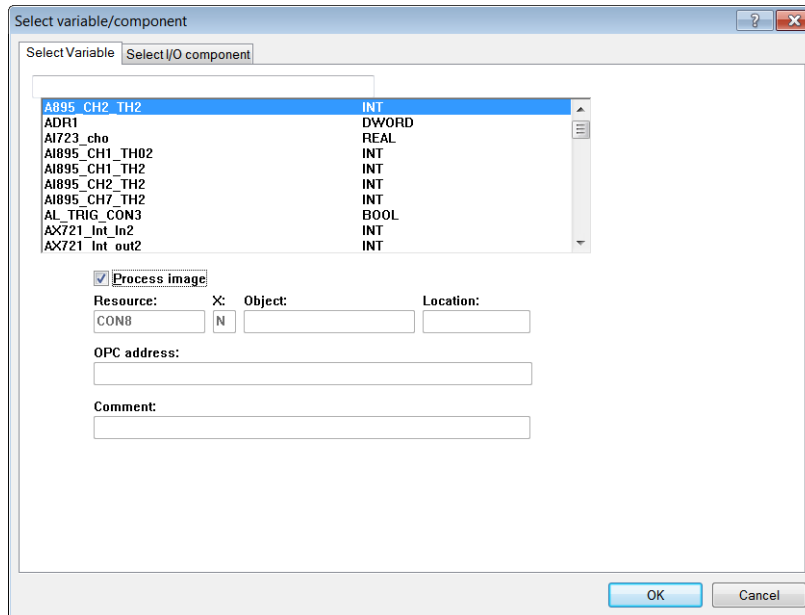 Select variable/component
Select Variable Select I/O component
A895_CH2_TH2 INT
ADR1 DWORD
AI723_cho REAL
AI895_CH1_TH02 INT
AI895_CH1_TH2 INT
AI895_CH2_TH2 INT
AI895_CH7_TH2 INT
AL_TRIG_CON3 BOOL
AX721_Int_In2 INT
AX721_Int_out2 INT
Process image
Resource: X: Object: Location:
CON8 N
OPC address:
Comment:
OK Cancel